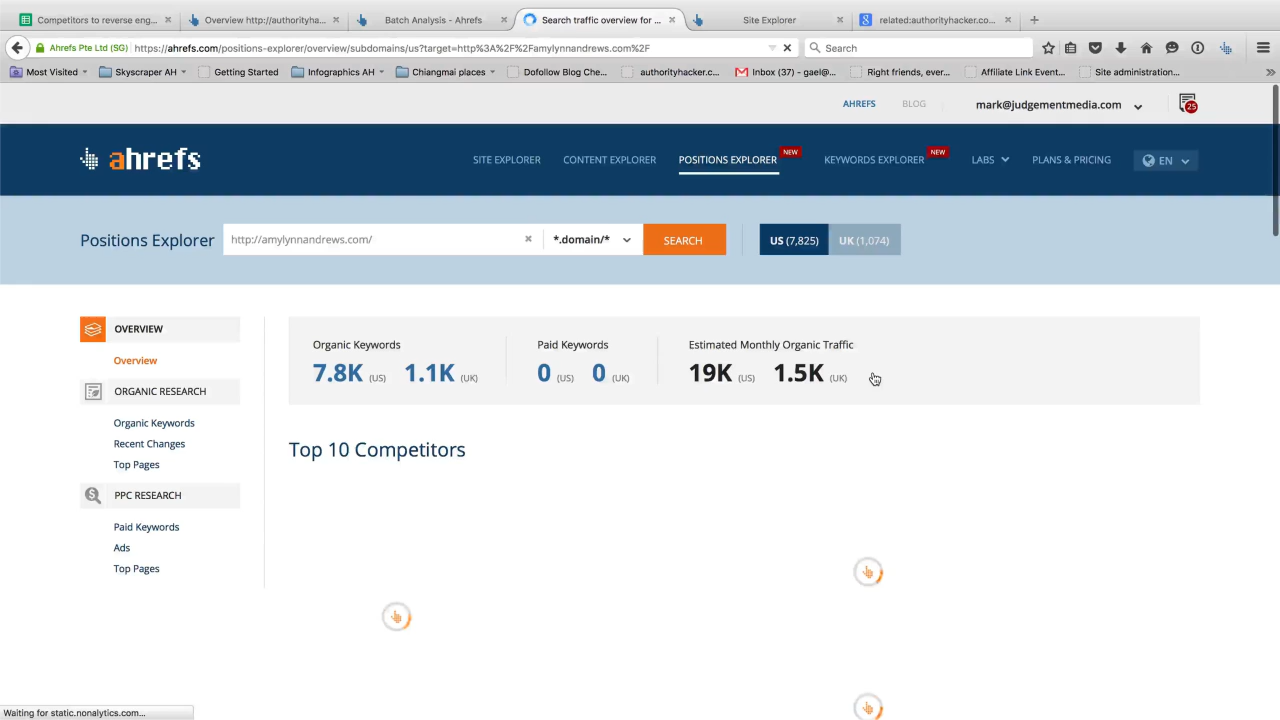 Competitors to reverse eng...
Overview http://authorityha...
Batch Analysis - Ahrefs
Search traffic overview for ...
Site Explorer
related:authorityhacker.co...
Ahrefs Pte Ltd (SG)
https://ahrefs.com/positions-explorer/overview/subdomains/us?target=http%3A%2F%2Famylynnandrews.com%2F
Search
Most Visited
Skyscraper AH
Getting Started
Infographics AH
Changmai places
Dofollow Blog Che...
authorityhacker.c...
Inbox (37) - gael@...
Right friends, ever...
Affiliate Link Event...
Site administration...
AHREFS
BLOG
mark@judgementmedia.com
25
ahrefs
SITE EXPLORER
CONTENT EXPLORER
POSITIONS EXPLORER
NEW
KEYWORDS EXPLORER
NEW
LABS
PLANS & PRICING
EN
Positions Explorer
http://amylynnandrews.com/
*.domain/*
SEARCH
US (7,825)
UK (1,074)
OVERVIEW
Overview
ORGANIC RESEARCH
Organic Keywords
Recent Changes
Top Pages
PPC RESEARCH
Paid Keywords
Ads
Top Pages
Organic Keywords
7.8K (US) 1.1K (UK)
Paid Keywords
0 (US) 0 (UK)
Estimated Monthly Organic Traffic
19K (US) 1.5K (UK)
Top 10 Competitors
Waiting for static.nonalytics.com...